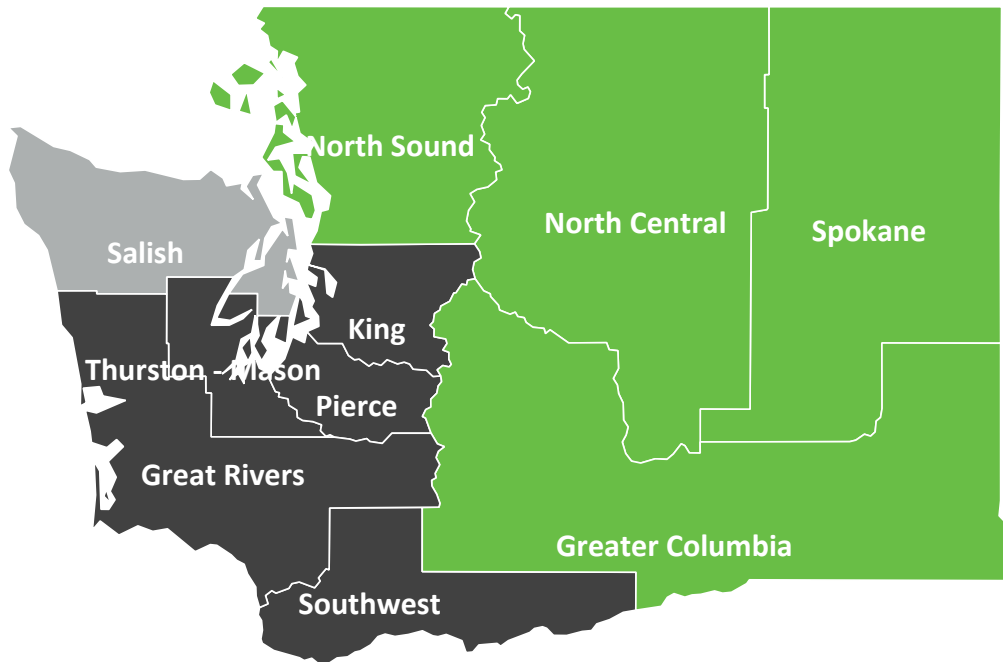 North Sound
North Central
Spokane
Salish
King
Thurston - Mason
Pierce
Great Rivers
Greater Columbia
Southwest